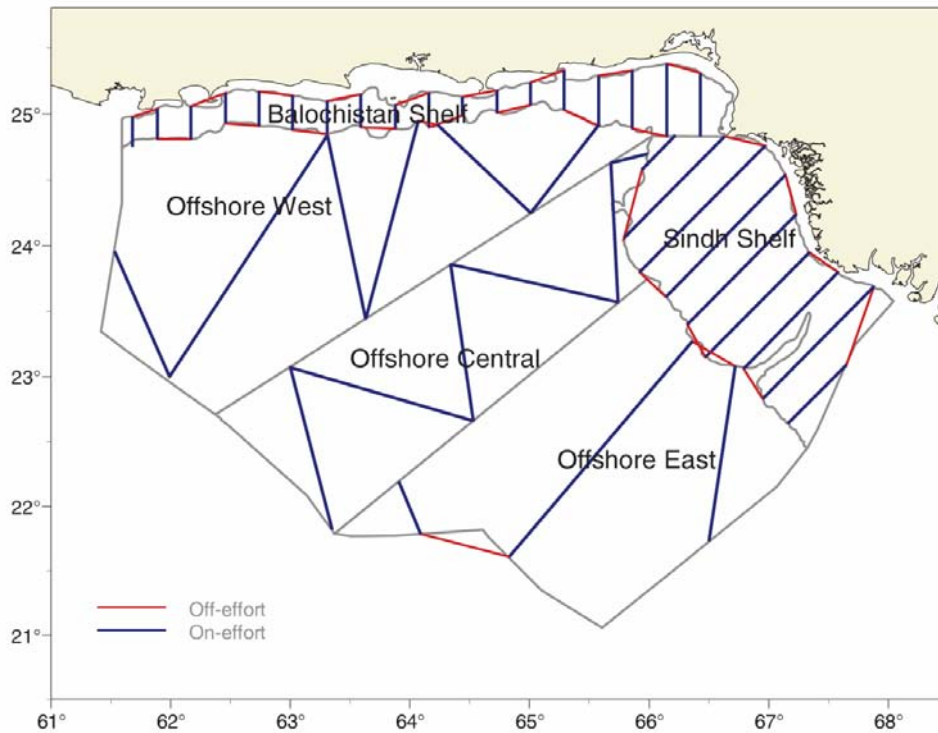 25°
Balochistan Shelf
Offshore West
24°
Sindh Shelf
Offshore Central
23°
Offshore East
22°
Off-effort
On-effort
21°
61° 62° 63° 64° 65° 66° 67° 68°